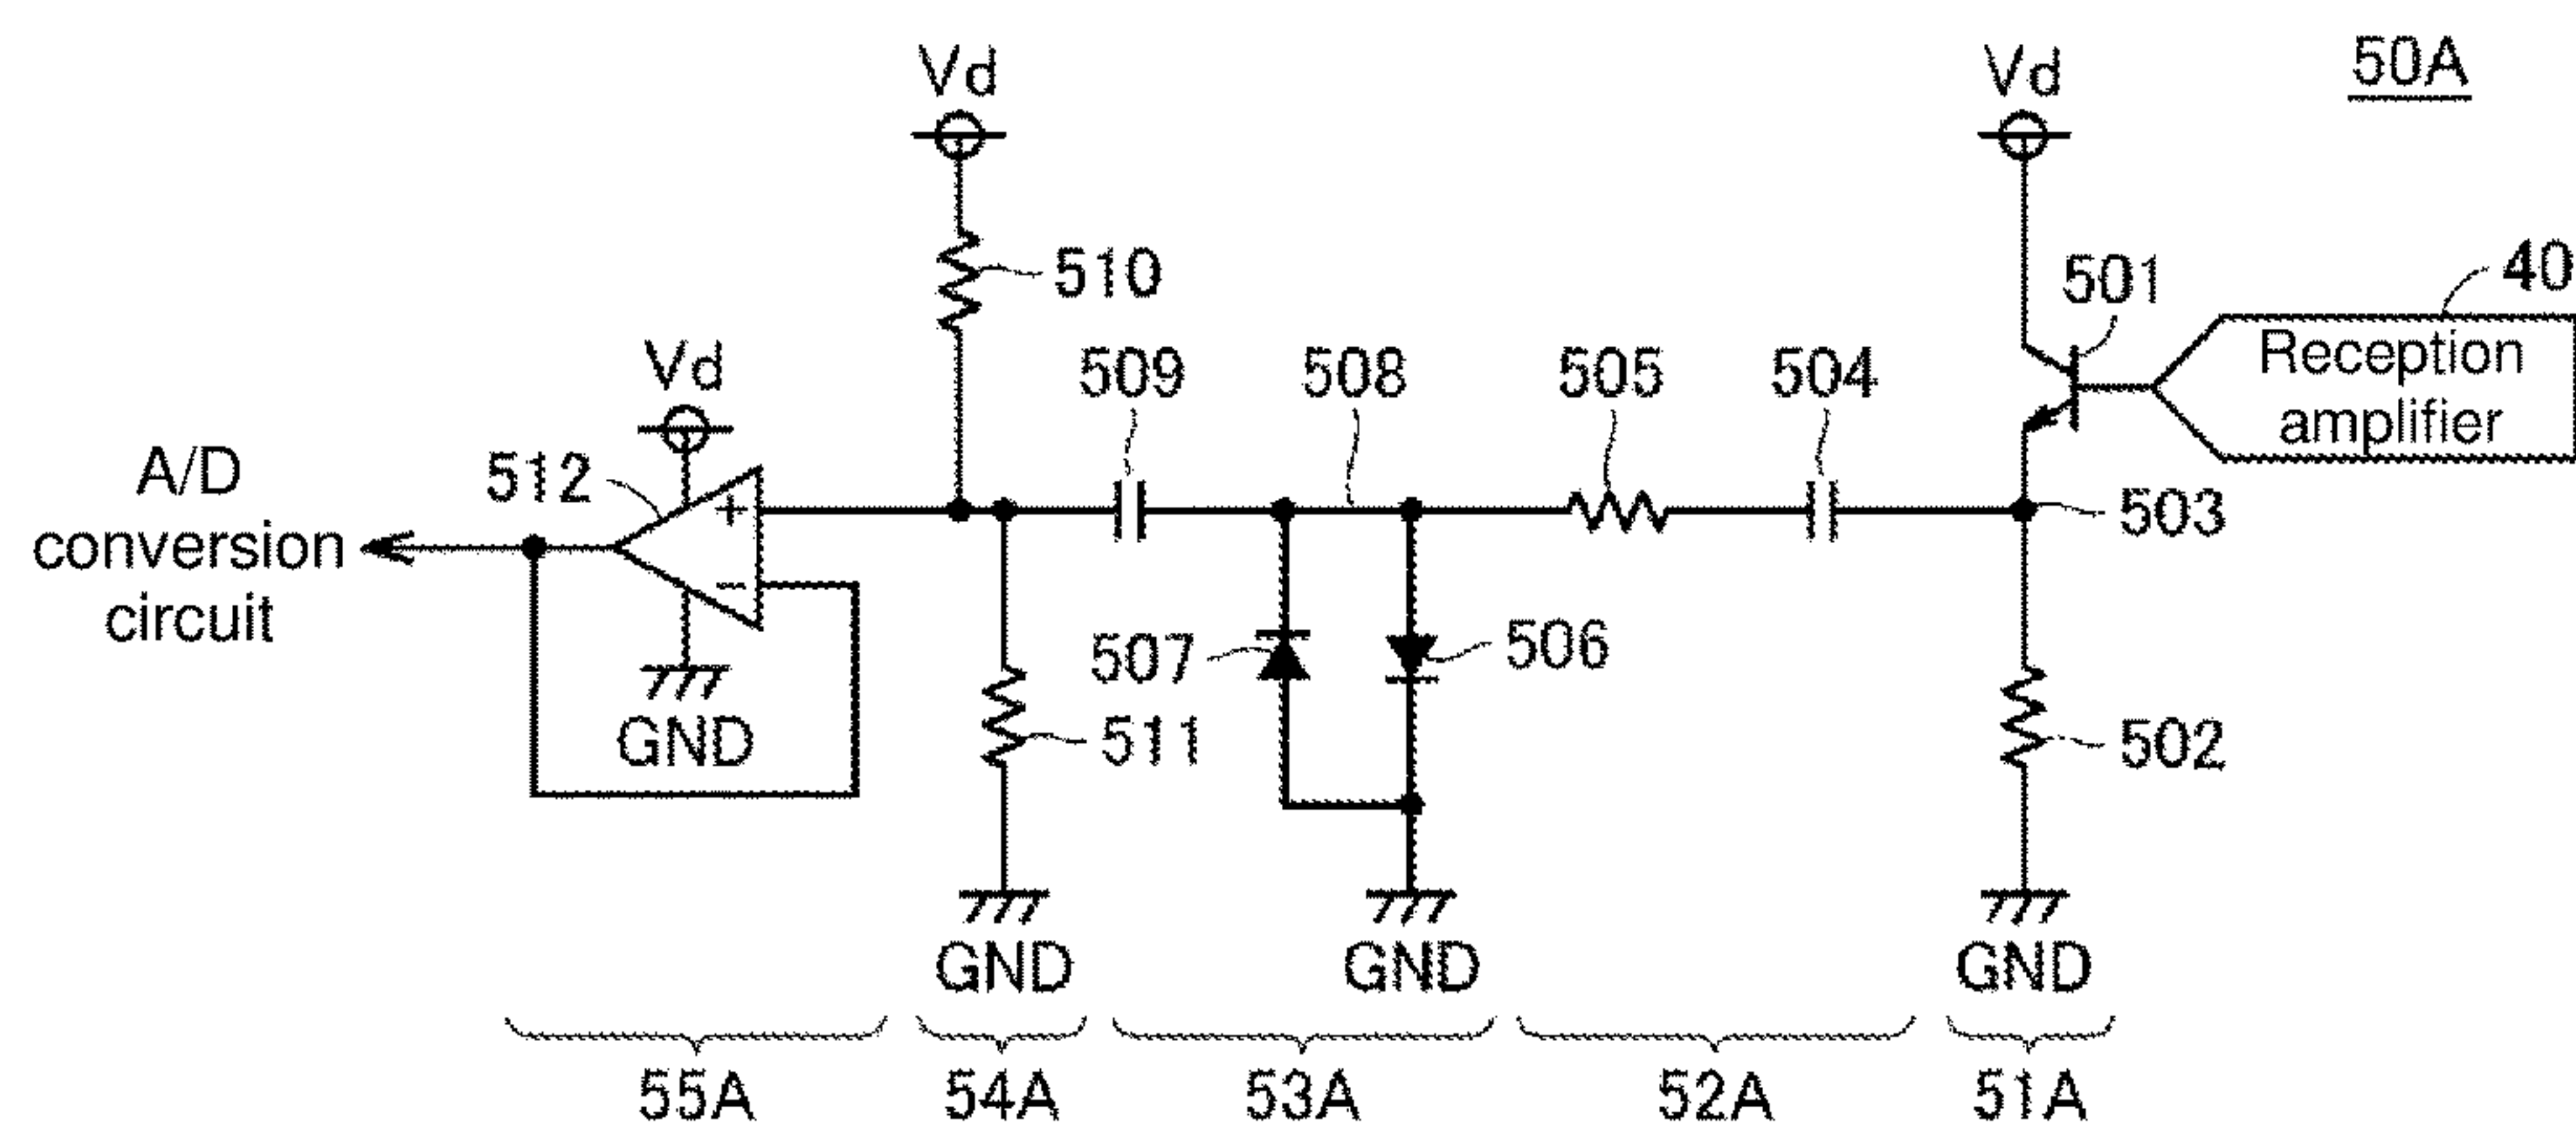 50A
Vd
Vd
510
501
40
Reception
amplifier
Vd
509
508
505
504
A/D
conversion
circuit
512
+
−
503
507
506
GND
511
502
GND
GND
GND
55A
54A
53A
52A
51A